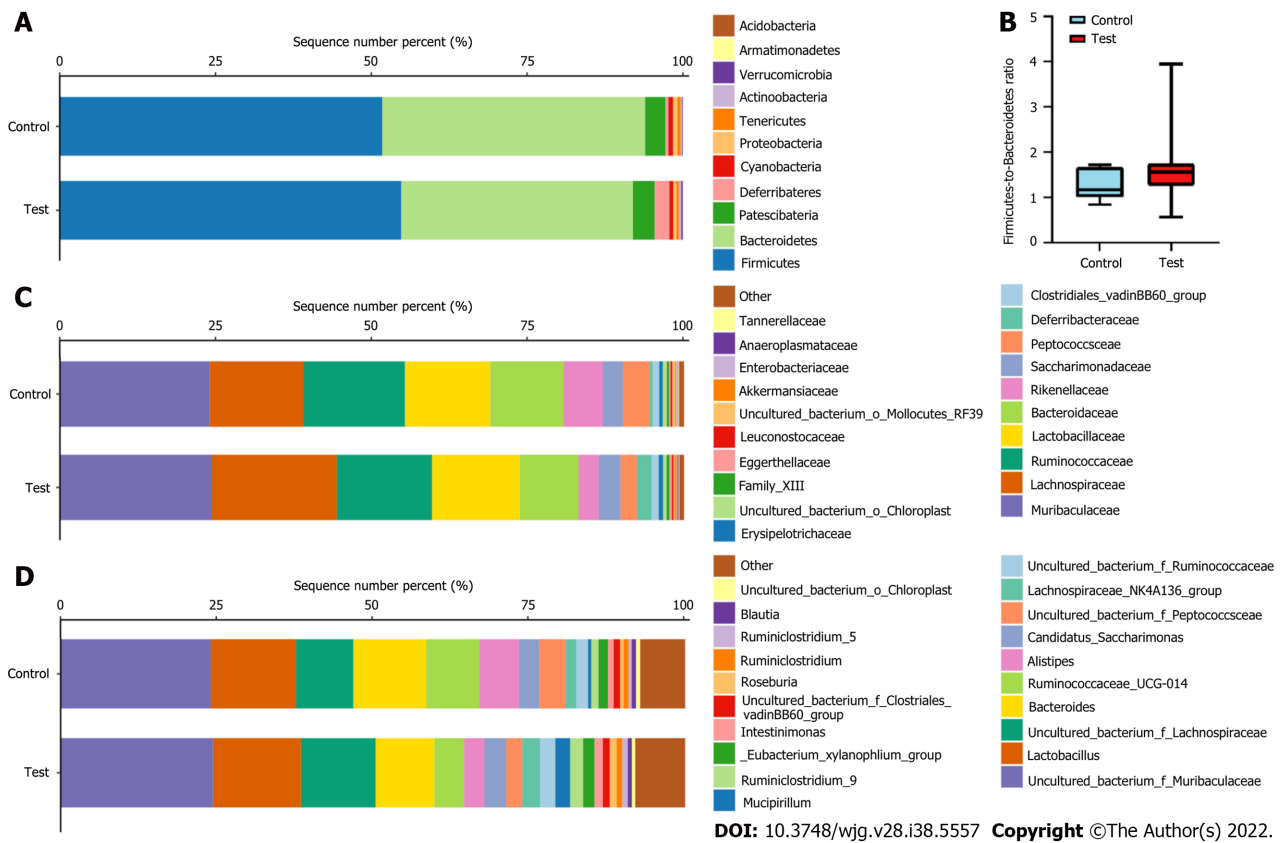 A
Sequence number percent (%)
0 25 50 75 100
Control
Test
Acidobacteria
Armatimonadetes
Verrucomicrobia
Actinoobacteria
Tenericutes
Proteobacteria
Cyanobacteria
Deferribateres
Patescibateria
Bacteroidetes
Firmicutes
B
Firmicutes-to-Bacteroidetes ratio
5
4
3
2
1
0
Control
Test
Control Test
C
Sequence number percent (%)
0 25 50 75 100
Control
Test
Other
Tannerellaceae
Anaeroplasmataceae
Enterobacteriaceae
Akkermansiaceae
Uncultured_bacterium_o_Mollocutes_RF39
Leuconostocaceae
Eggerthellaceae
Family_XIII
Uncultured_bacterium_o_Chloroplast
Erysipelotrichaceae
Clostridiales_vadinBB60_group
Deferribacteraceae
Peptococcsceae
Saccharimonadaceae
Rikenellaceae
Bacteroidaceae
Lactobacillaceae
Ruminococcaceae
Lachnospiraceae
Muribaculaceae
D
Sequence number percent (%)
0 25 50 75 100
Control
Test
Other
Uncultured_bacterium_o_Chloroplast
Blautia
Ruminiclostridium_5
Ruminiclostridium
Roseburia
Uncultured_bacterium_f_Clostriales_
vadinBB60_group
Intestinimonas
_Eubacterium_xylanophlium_group
Ruminiclostridium_9
Mucipirillum
Uncultured_bacterium_f_Ruminococcaceae
Lachnospiraceae_NK4A136_group
Uncultured_bacterium_f_Peptococcsceae
Candidatus_Saccharimonas
Alistipes
Ruminococcaceae_UCG-014
Bacteroides
Uncultured_bacterium_f_Lachnospiraceae
Lactobacillus
Uncultured_bacterium_f_Muribaculaceae
DOI: 10.3748/wjg.v28.i38.5557 Copyright ©The Author(s) 2022.